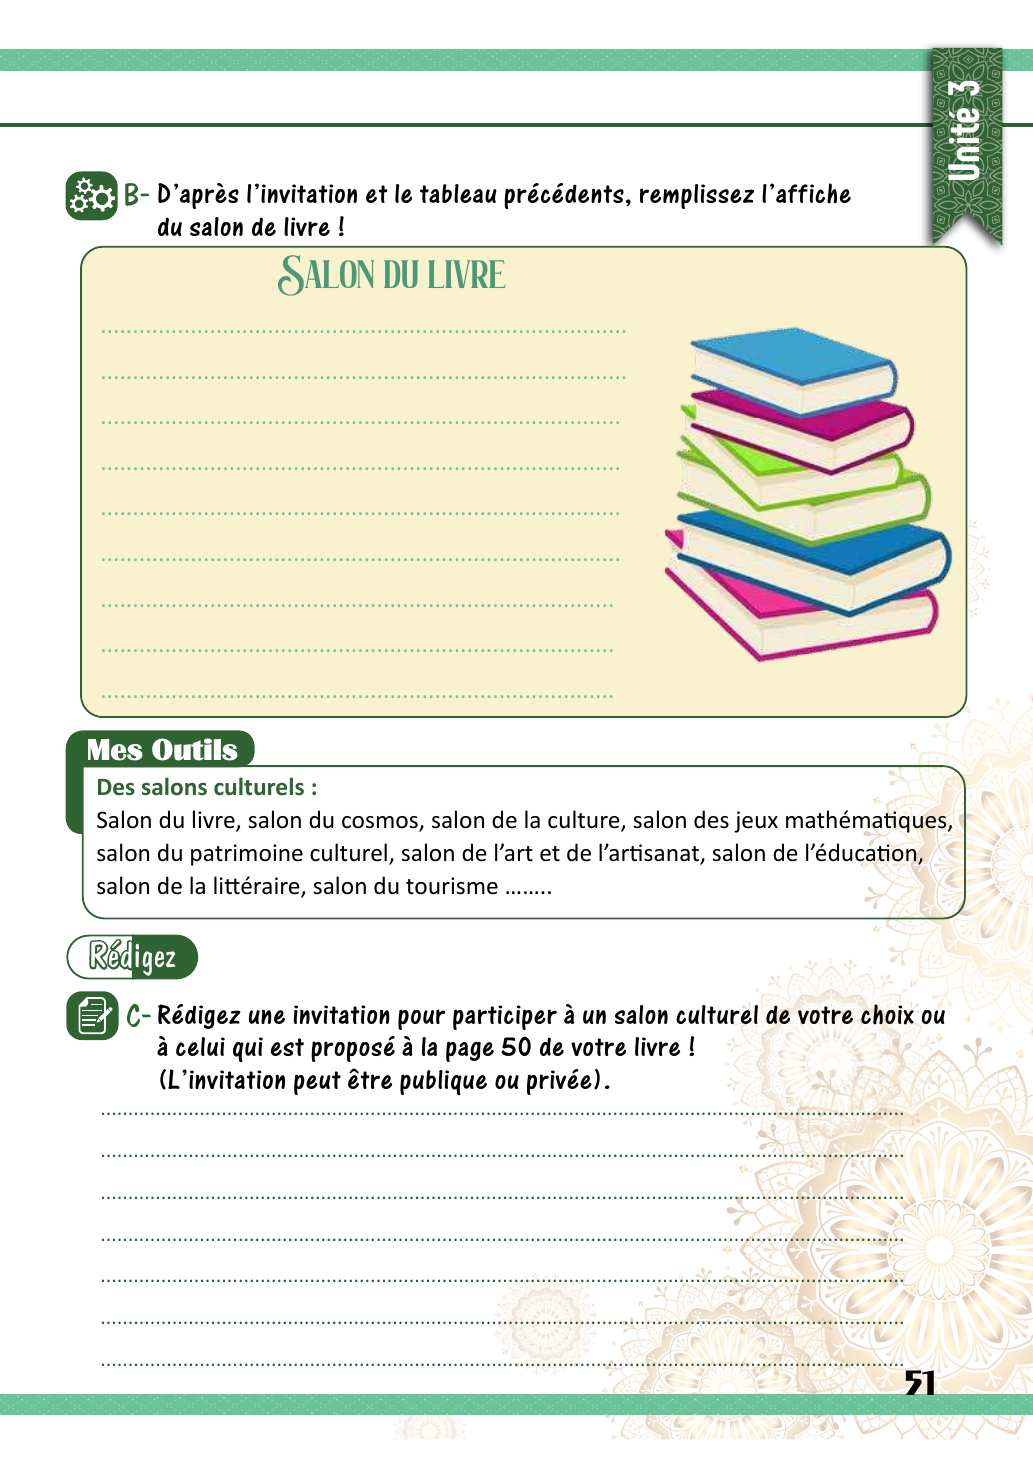 Unité 3
B- D'après l'invitation et le tableau précédents, remplissez l'affiche
du salon de livre !
SALON DU LIVRE
Mes Outils
Des salons culturels :
Salon du livre, salon du cosmos, salon de la culture, salon des jeux mathématiques,
salon du patrimoine culturel, salon de l'art et de l'artisanat, salon de l'éducation,
salon de la littéraire, salon du tourisme ........
Rédigez
C- Rédigez une invitation pour participer à un salon culturel de votre choix ou
à celui qui est proposé à la page 50 de votre livre !
(L'invitation peut être publique ou privée).
51